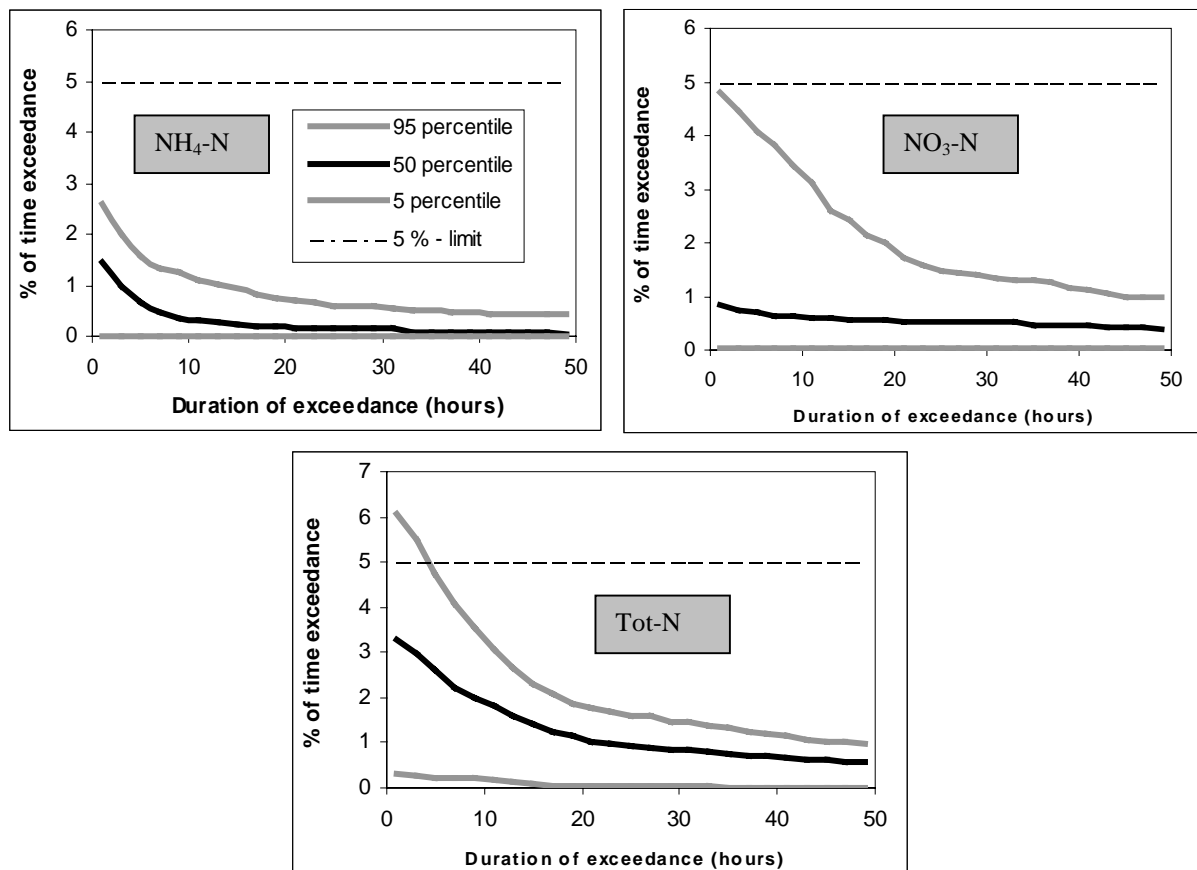 6
5
4
3
2
1
0
% of time exceedance
NH₄-N
95 percentile
50 percentile
5 percentile
5 % - limit
0 10 20 30 40 50
Duration of exceedance (hours)
6
5
4
3
2
1
0
% of time exceedance
NO₃-N
0 10 20 30 40 50
Duration of exceedance (hours)
7
6
5
4
3
2
1
0
% of time exceedance
Tot-N
0 10 20 30 40 50
Duration of exceedance (hours)